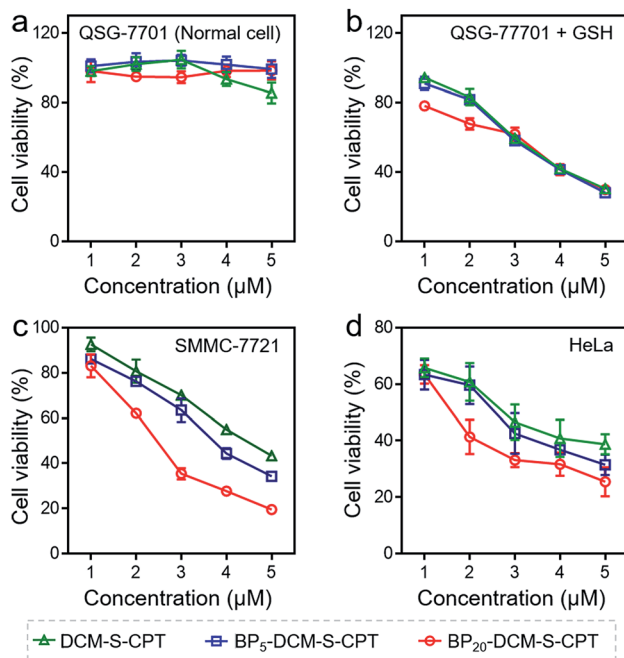 a
QSG-7701 (Normal cell)
Cell viability (%)
120
80
40
0
1 2 3 4 5
Concentration (μM)
b
QSG-77701 + GSH
Cell viability (%)
120
80
40
0
1 2 3 4 5
Concentration (μM)
c
SMMC-7721
Cell viability (%)
100
80
60
40
20
0
1 2 3 4 5
Concentration (μM)
d
HeLa
Cell viability (%)
80
60
40
20
0
1 2 3 4 5
Concentration (μM)
DCM-S-CPT BP₅-DCM-S-CPT BP₂₀-DCM-S-CPT